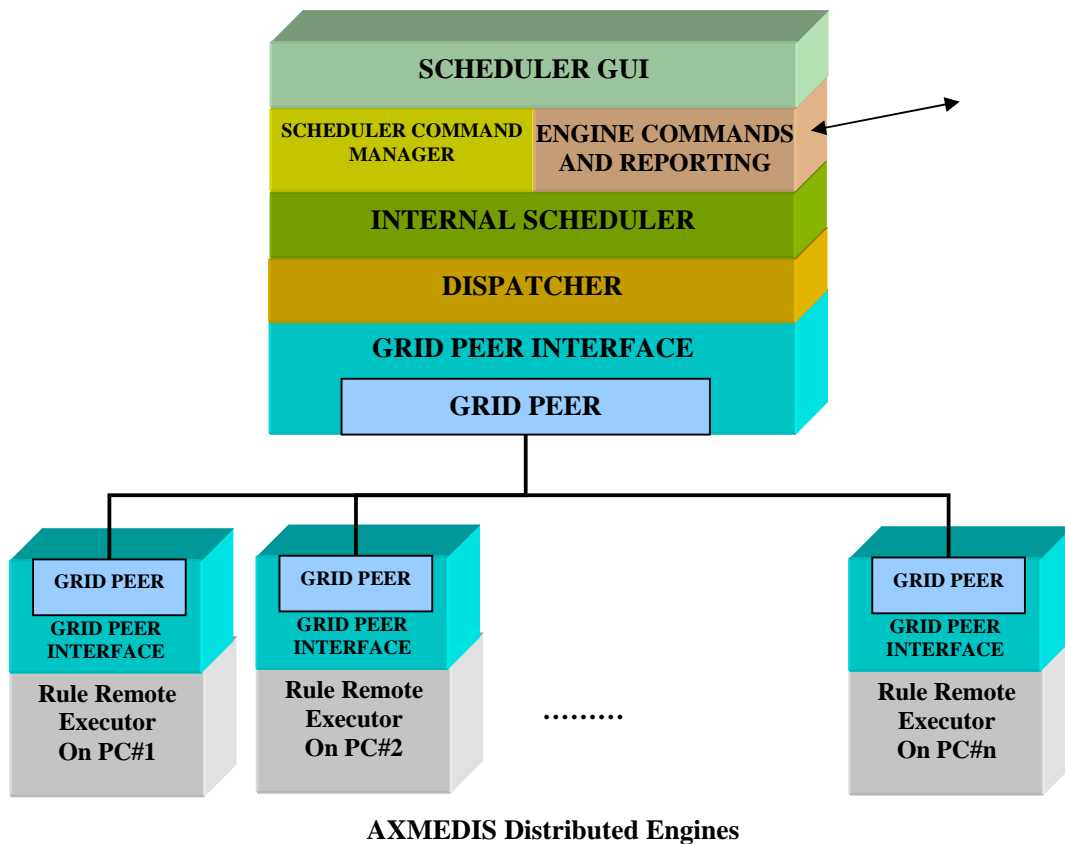 SCHEDULER GUI
SCHEDULER COMMAND
MANAGER
ENGINE COMMANDS
AND REPORTING
INTERNAL SCHEDULER
DISPATCHER
GRID PEER INTERFACE
GRID PEER
GRID PEER
GRID PEER
INTERFACE
Rule Remote
Executor
On PC#1
GRID PEER
GRID PEER
INTERFACE
Rule Remote
Executor
On PC#2
.........
GRID PEER
GRID PEER
INTERFACE
Rule Remote
Executor
On PC#n
AXMEDIS Distributed Engines